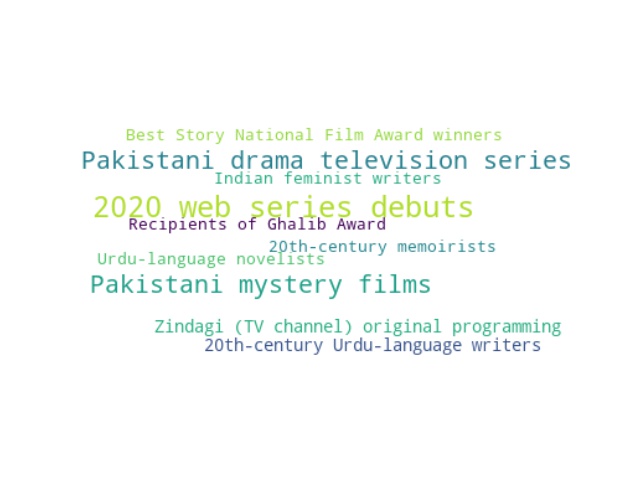 Best Story National Film Award winners
Pakistani drama television series
Indian feminist writers
2020 web series debuts
Recipients of Ghalib Award
20th-century memoirists
Urdu-language novelists
Pakistani mystery films
Zindagi (TV channel) original programming
20th-century Urdu-language writers